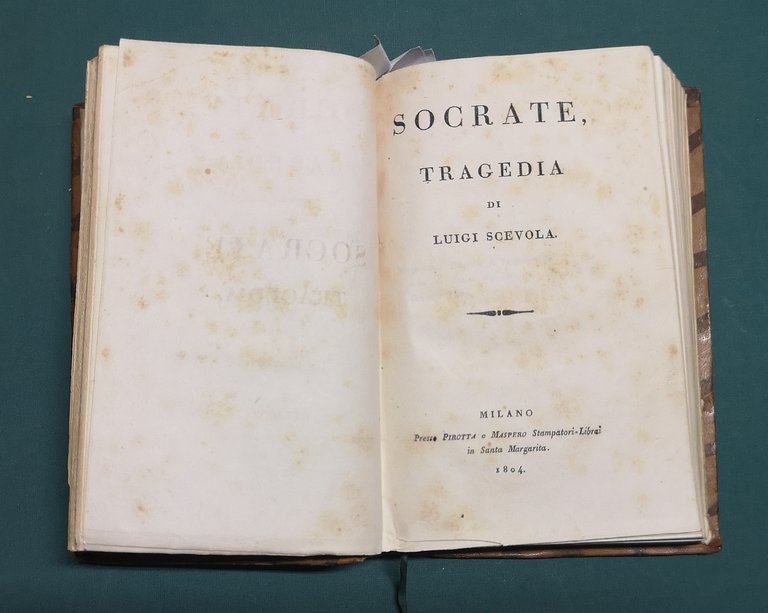 SOCRATE,
TRAGEDIA
DI
LUIGI SCEVOLA.
MILANO
Presso PIROTTA e MASPERO Stampatori-Librai
in Santa Margarita.
1804.